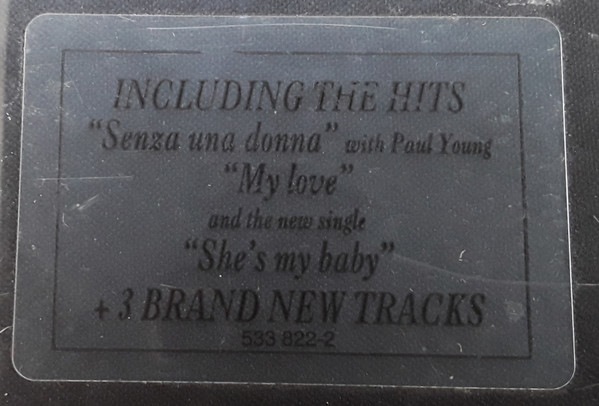 INCLUDING THE HITS
“Senza una donna” with Paul Young
“My love”
and the new single
“She's my baby”
+ 3 BRAND NEW TRACKS
533 822-2